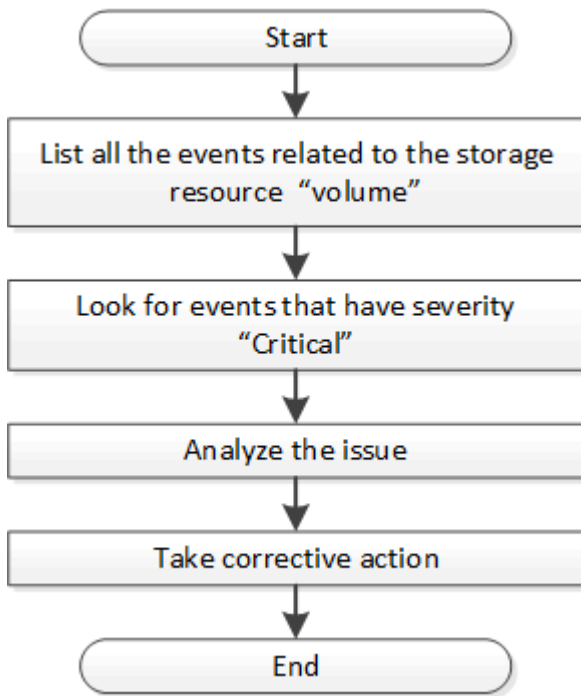 Start
List all the events related to the storage
resource “volume”
Look for events that have severity
“Critical”
Analyze the issue
Take corrective action
End